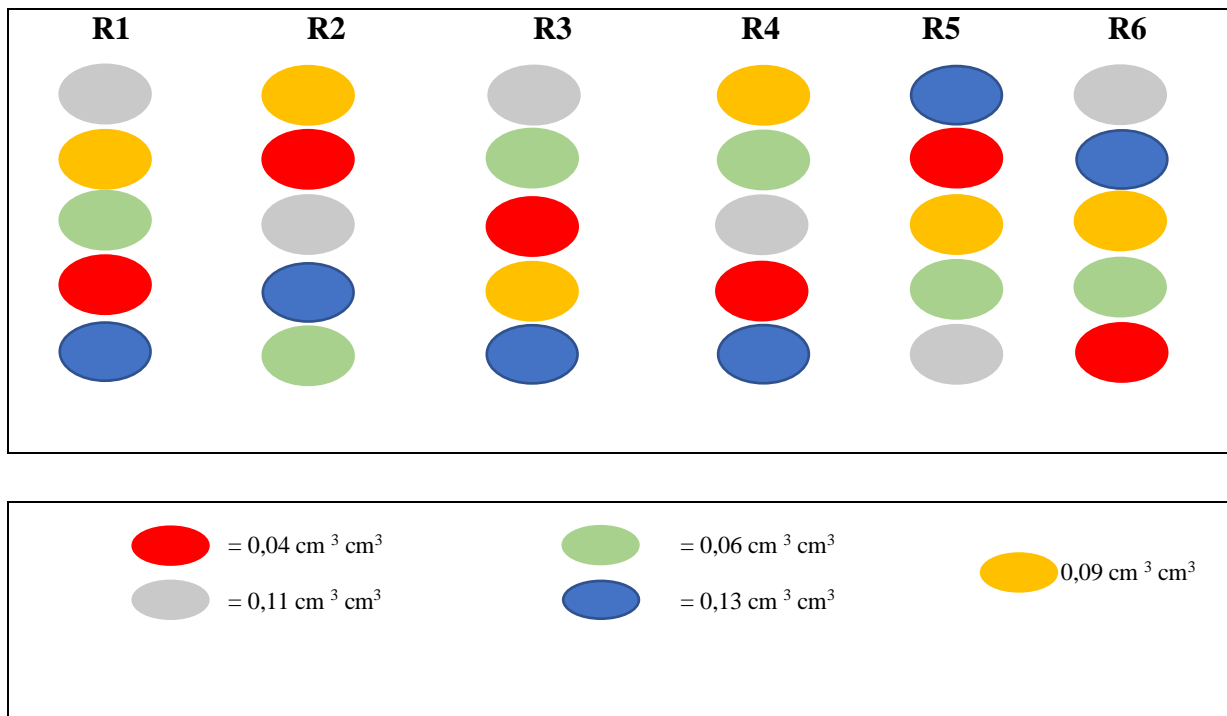 R1 R2 R3 R4 R5 R6
= 0,04 cm ³ cm³ = 0,06 cm ³ cm³ 0,09 cm ³ cm³
= 0,11 cm ³ cm³ = 0,13 cm ³ cm³